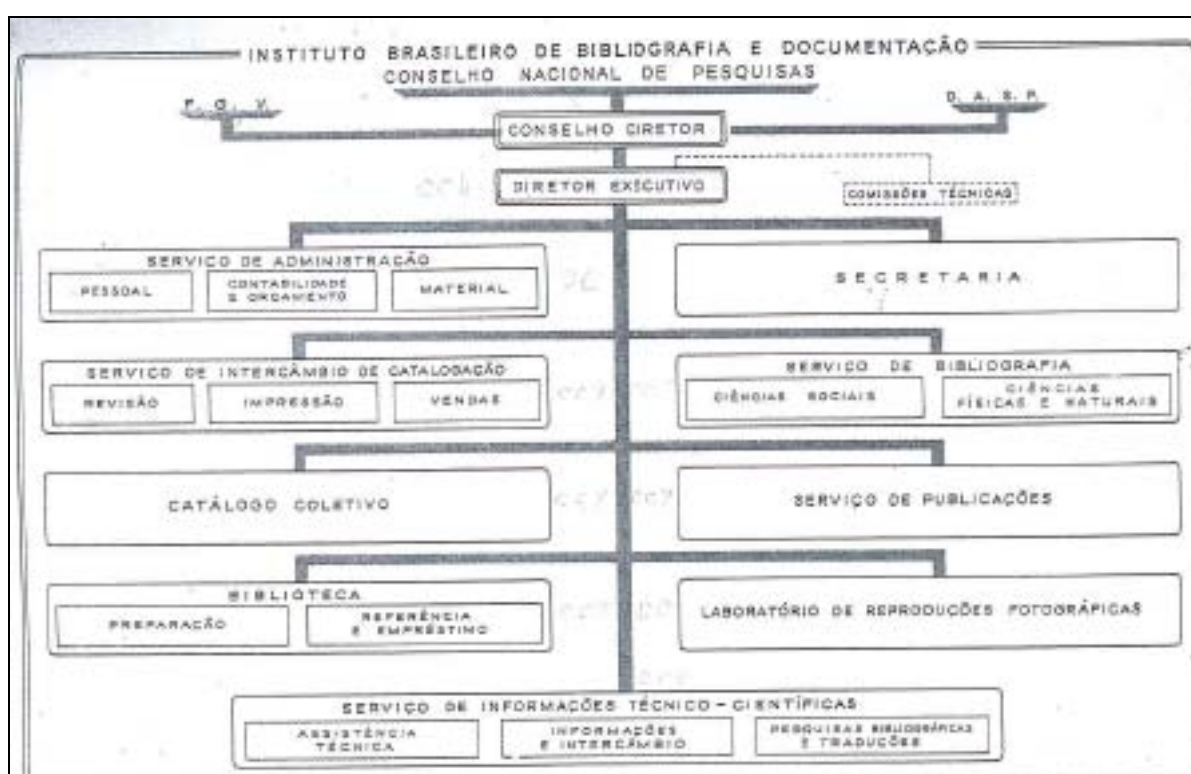 INSTITUTO BRASILEIRO DE BIBLIOGRAFIA E DOCUMENTAÇÃO
CONSELHO NACIONAL DE PESQUISAS
F. G. V.
D. A. S. P.
CONSELHO DIRETOR
DIRETOR EXECUTIVO
COMISSÕES TÉCNICAS
SERVIÇO DE ADMINISTRAÇÃO
PESSOAL
CONTABILIDADE
E ORÇAMENTO
MATERIAL
SECRETARIA
SERVIÇO DE INTERCÂMBIO DE CATALOGAÇÃO
REVISÃO
IMPRESSÃO
VENDAS
SERVIÇO DE BIBLIOGRAFIA
CIÊNCIAS SOCIAIS
CIÊNCIAS
FÍSICAS E NATURAIS
CATÁLOGO COLETIVO
SERVIÇO DE PUBLICAÇÕES
BIBLIOTECA
PREPARAÇÃO
REFERÊNCIA
E EMPRÉSTIMO
LABORATÓRIO DE REPRODUÇÕES FOTOGRÁFICAS
SERVIÇO DE INFORMAÇÕES TÉCNICO-CIENTÍFICAS
ASSISTÊNCIA
TÉCNICA
INFORMAÇÕES
E INTERCÂMBIO
PESQUISAS BIBLIOGRÁFICAS
E TRADUÇÕES